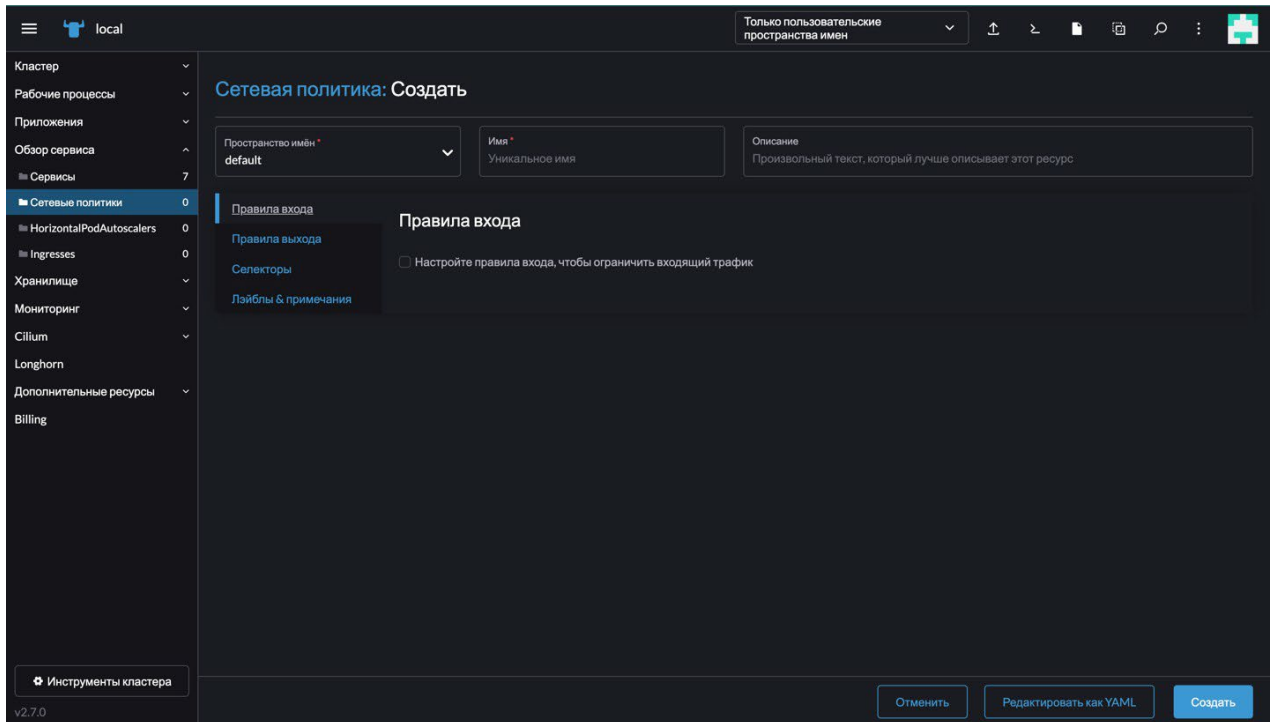 local
Только пользовательские
пространства имен
Кластер
Рабочие процессы
Приложения
Обзор сервиса
Сервисы 7
Сетевые политики 0
HorizontalPodAutoscalers 0
Ingresses 0
Хранилище
Мониторинг
Cilium
Longhorn
Дополнительные ресурсы
Billing
Инструменты кластера
v2.7.0
Сетевая политика: Создать
Пространство имён *
default
Имя *
Уникальное имя
Описание
Произвольный текст, который лучше описывает этот ресурс
Правила входа
Правила выхода
Селекторы
Лэйблы & примечания
Правила входа
Настройте правила входа, чтобы ограничить входящий трафик
Отменить
Редактировать как YAML
Создать